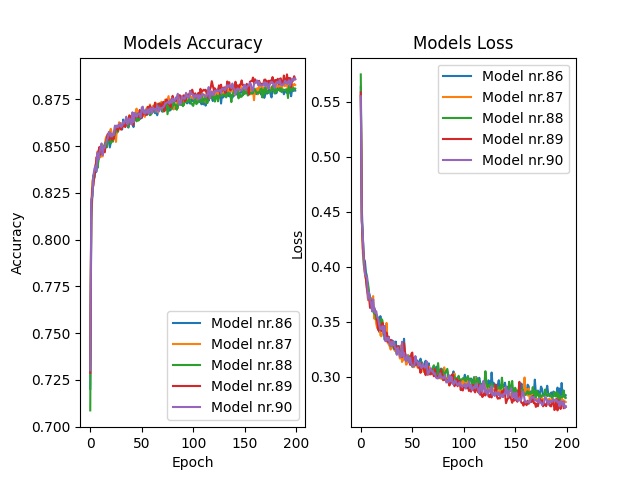 Models Accuracy
0.875
0.850
0.825
0.800
0.775
0.750
0.725
0.700
Accuracy
0
50
100
150
200
Epoch
Model nr.86
Model nr.87
Model nr.88
Model nr.89
Model nr.90
Models Loss
0.55
0.50
0.45
0.40
0.35
0.30
Loss
0
50
100
150
200
Epoch
Model nr.86
Model nr.87
Model nr.88
Model nr.89
Model nr.90